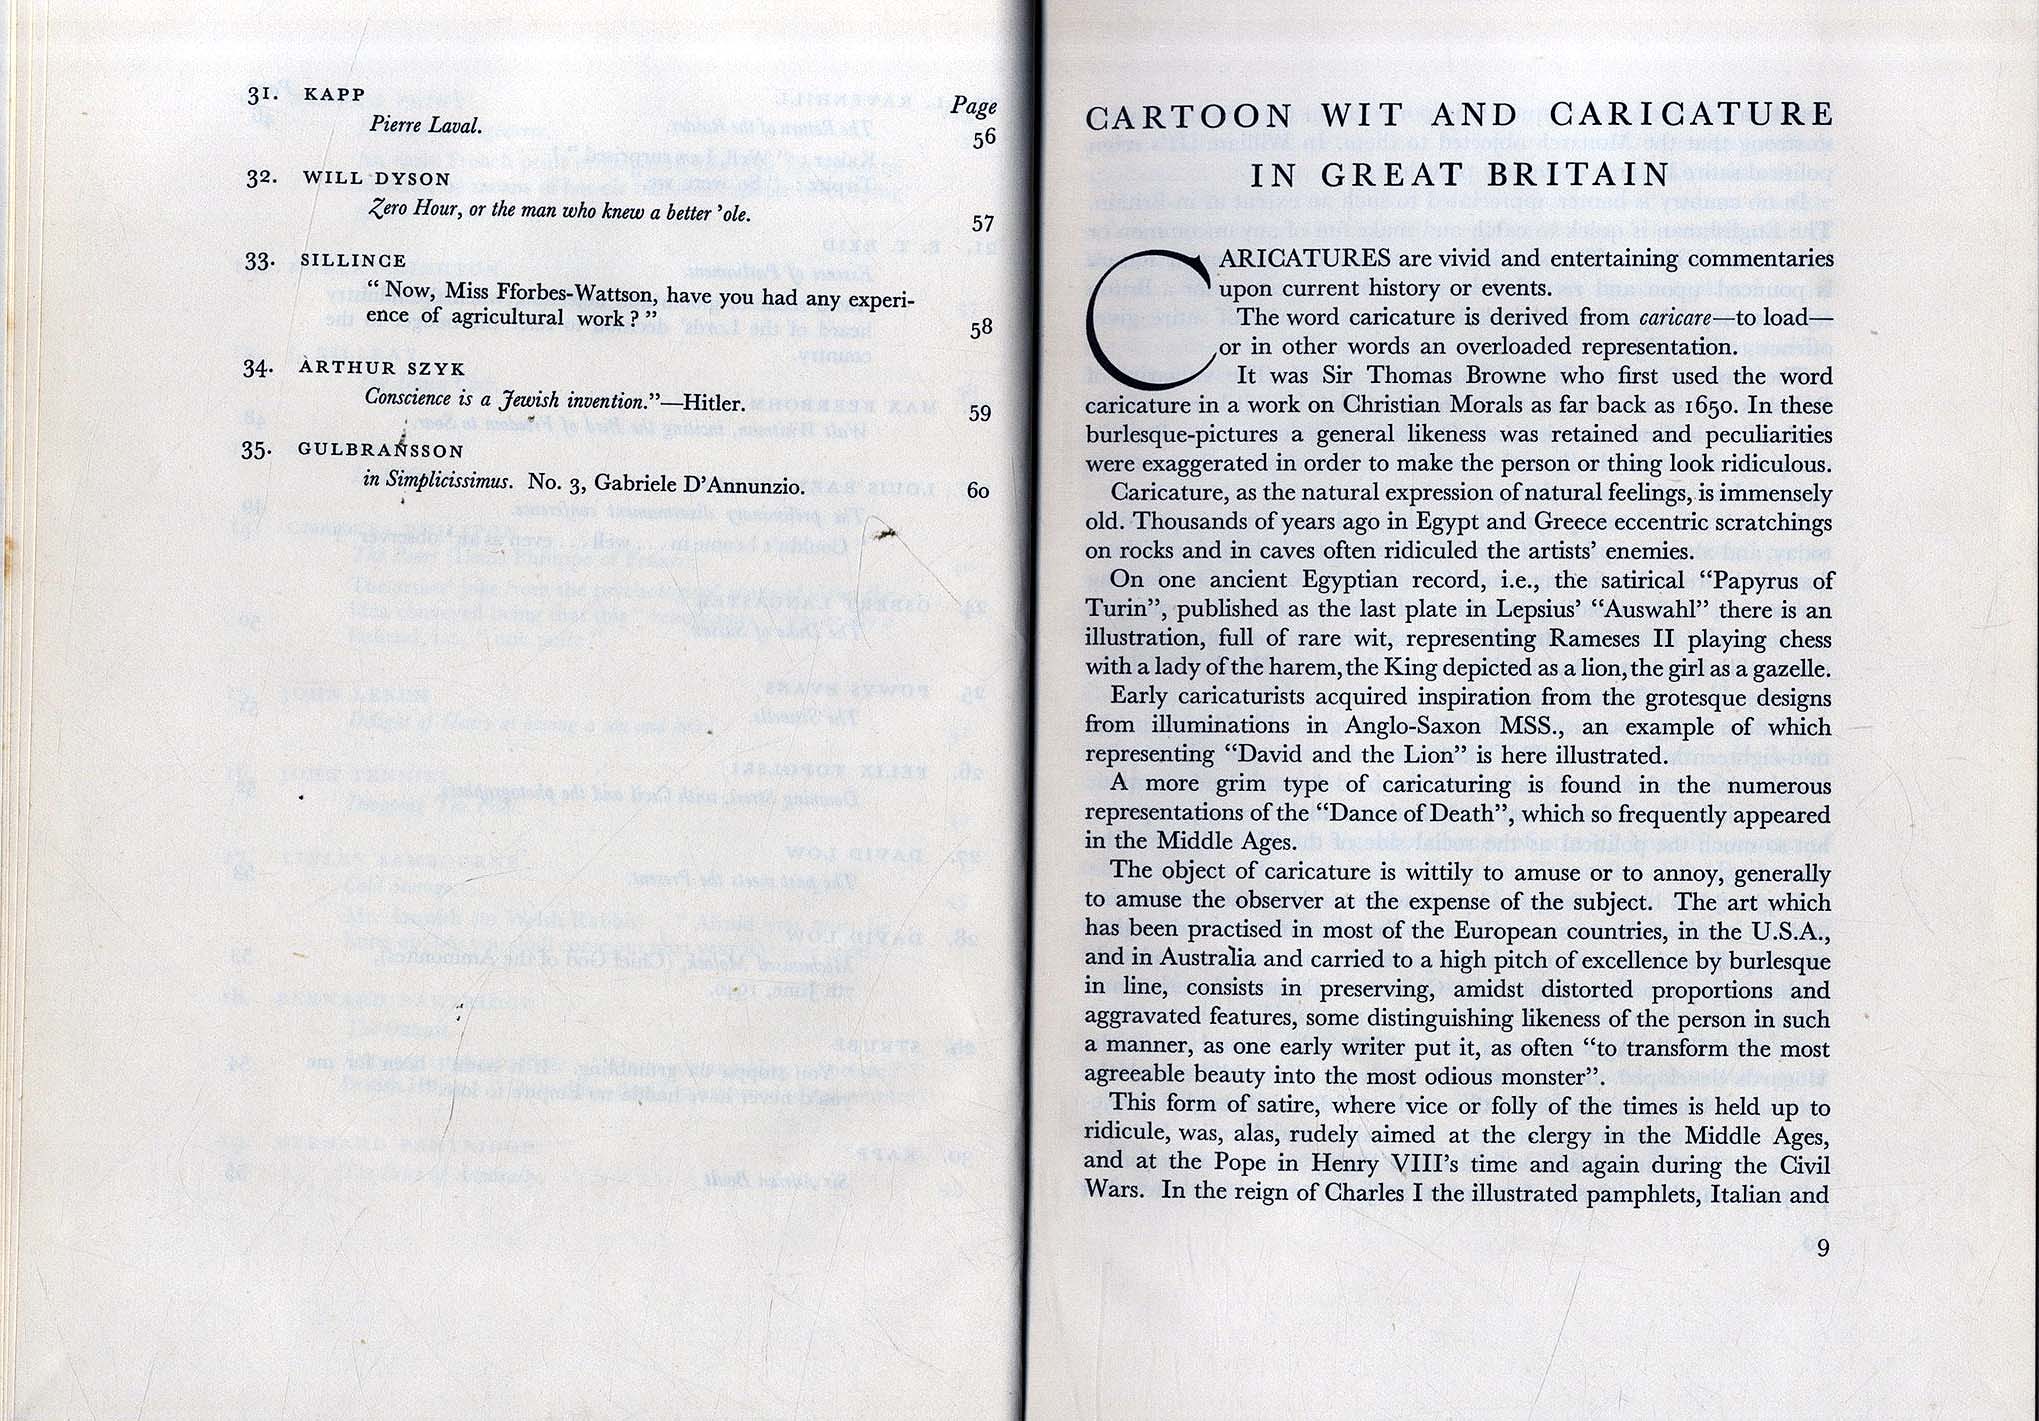 Page
31. KAPP
Pierre Laval. 56
32. WILL DYSON
Zero Hour, or the man who knew a better 'ole. 57
33. SILLINCE
" Now, Miss Fforbes-Wattson, have you had any experi-
ence of agricultural work ? " 58
34. ARTHUR SZYK
Conscience is a Jewish invention."—Hitler. 59
35. GULBRANSSON
in Simplicissimus. No. 3, Gabriele D'Annunzio. 60
CARTOON WIT AND CARICATURE
IN GREAT BRITAIN
CARICATURES are vivid and entertaining commentaries
upon current history or events.
The word caricature is derived from caricare—to load—
or in other words an overloaded representation.
It was Sir Thomas Browne who first used the word
caricature in a work on Christian Morals as far back as 1650. In these
burlesque-pictures a general likeness was retained and peculiarities
were exaggerated in order to make the person or thing look ridiculous.
Caricature, as the natural expression of natural feelings, is immensely
old. Thousands of years ago in Egypt and Greece eccentric scratchings
on rocks and in caves often ridiculed the artists' enemies.
On one ancient Egyptian record, i.e., the satirical "Papyrus of
Turin", published as the last plate in Lepsius' "Auswahl" there is an
illustration, full of rare wit, representing Rameses II playing chess
with a lady of the harem, the King depicted as a lion, the girl as a gazelle.
Early caricaturists acquired inspiration from the grotesque designs
from illuminations in Anglo-Saxon MSS., an example of which
representing "David and the Lion" is here illustrated.
A more grim type of caricaturing is found in the numerous
representations of the "Dance of Death", which so frequently appeared
in the Middle Ages.
The object of caricature is wittily to amuse or to annoy, generally
to amuse the observer at the expense of the subject. The art which
has been practised in most of the European countries, in the U.S.A.,
and in Australia and carried to a high pitch of excellence by burlesque
in line, consists in preserving, amidst distorted proportions and
aggravated features, some distinguishing likeness of the person in such
a manner, as one early writer put it, as often "to transform the most
agreeable beauty into the most odious monster".
This form of satire, where vice or folly of the times is held up to
ridicule, was, alas, rudely aimed at the clergy in the Middle Ages,
and at the Pope in Henry VIII's time and again during the Civil
Wars. In the reign of Charles I the illustrated pamphlets, Italian and
9